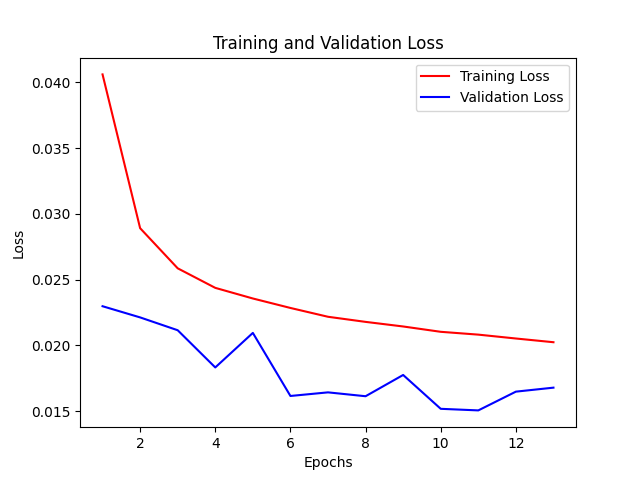 Training and Validation Loss
Training Loss
Validation Loss
0.040
0.035
0.030
0.025
0.020
0.015
Loss
2 4 6 8 10 12
Epochs